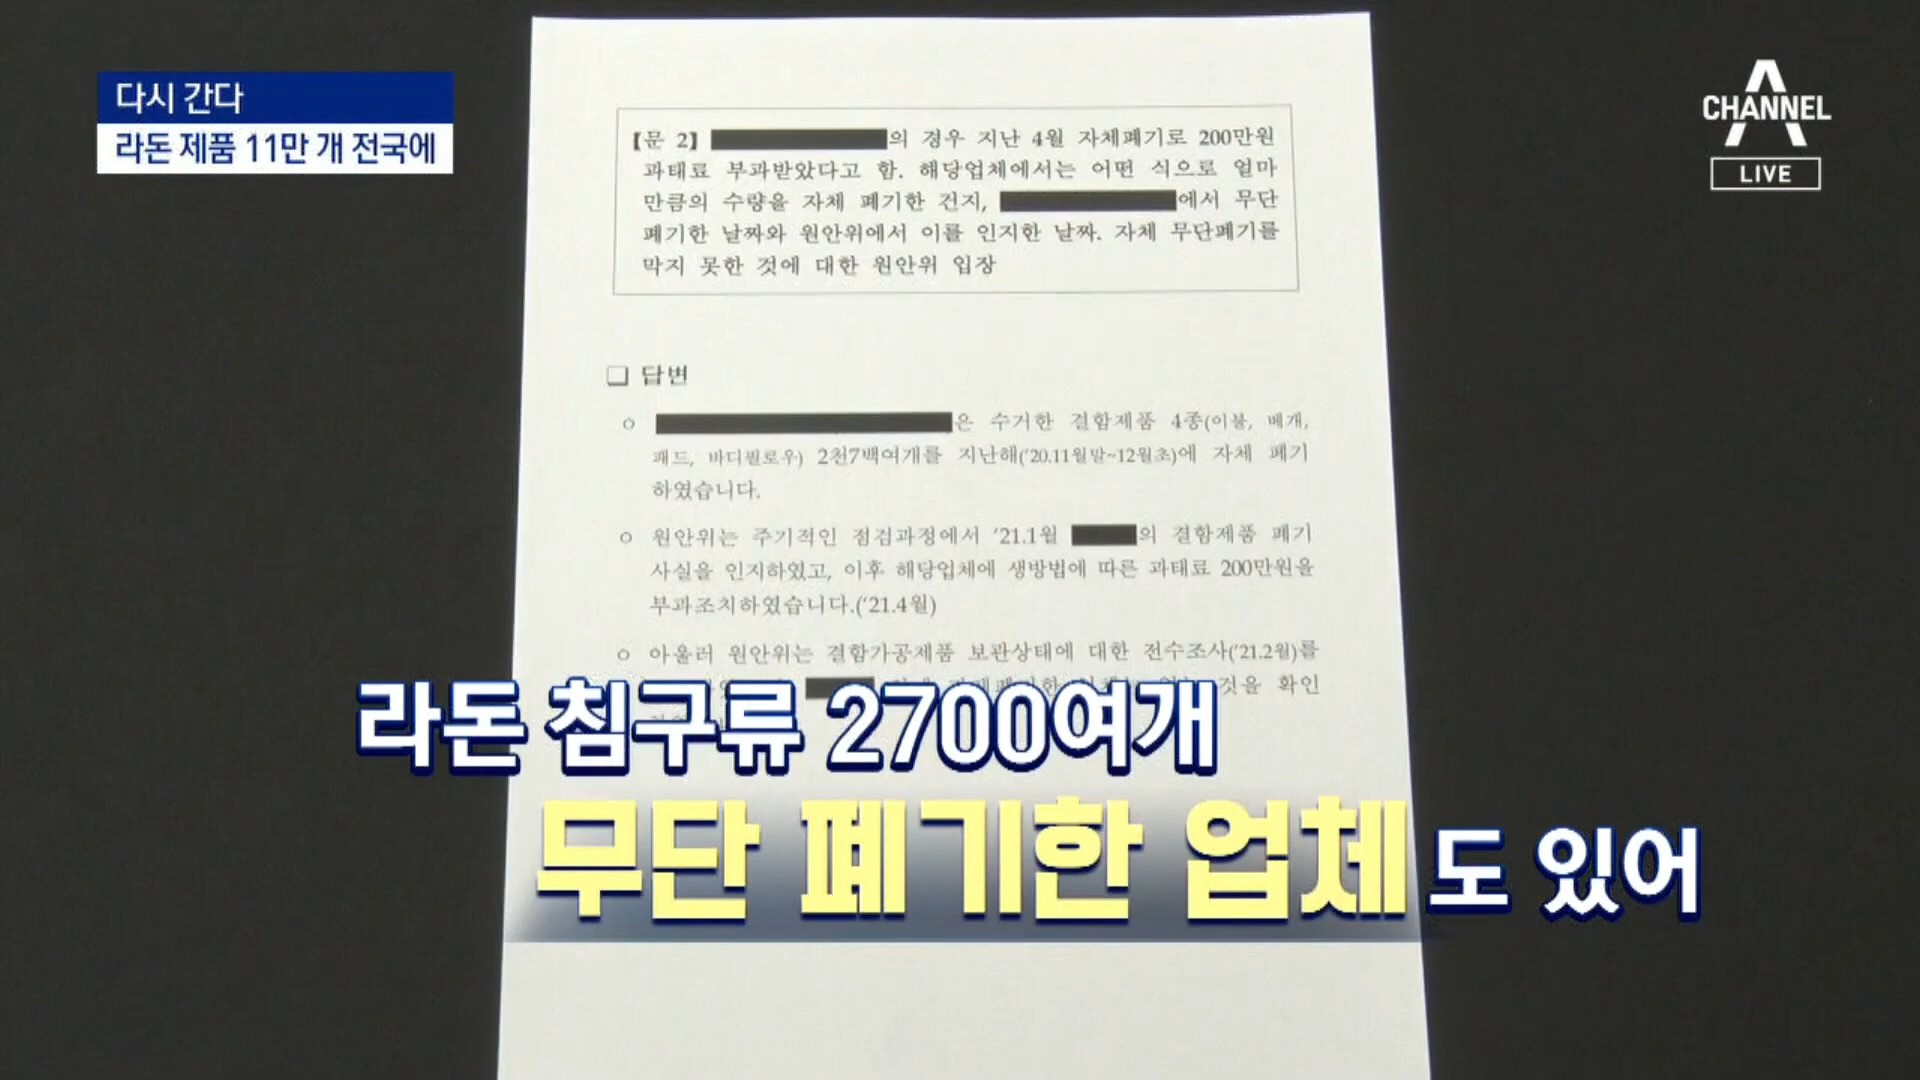 다시 간다
라돈 제품 11만 개 전국에
CHANNEL A
LIVE
【문 2】의 경우 지난 4월 자체폐기로 200만원
과태료 부과받았다고 함. 해당업체에서는 어떤 식으로 얼마
만큼의 수량을 자체 폐기한 건지, 에서 무단
폐기한 날짜와 원안위에서 이를 인지한 날짜. 자체 무단폐기를
막지 못한 것에 대한 원안위 입장
❏ 답변
ㅇ 은 수거한 결함제품 4종(이불, 베개,
패드, 바디필로우) 2천7백여개를 지난해('20.11월말~12월초)에 자체 폐기
하였습니다.
ㅇ 원안위는 주기적인 점검과정에서 '21.1월 의 결함제품 폐기
사실을 인지하였고, 이후 해당업체에 생방법에 따른 과태료 200만원을
부과조치하였습니다.('21.4월)
ㅇ 아울러 원안위는 결함가공제품 보관상태에 대한 전수조사('21.2월)를
것을 확인
라돈 침구류 2700여개
무단 폐기한 업체도 있어